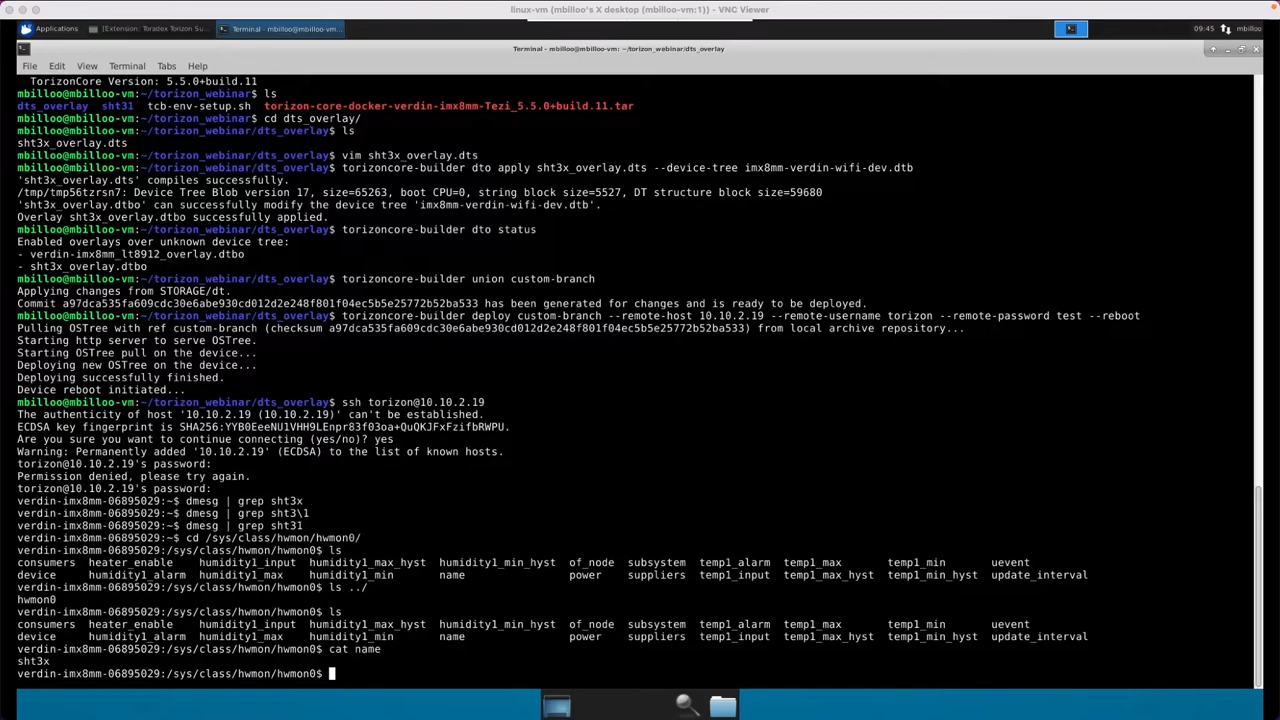 linux-vm (mbilloo's X desktop (mbilloo-vm:1)) - VNC Viewer
Applications [Extension: Toradex Torizon Su... Terminal - mbilloo@mbilloo-vm:... 09:45 mbilloo
Terminal - mbilloo@mbilloo-vm: ~/torizon_webinar/dts_overlay
File Edit View Terminal Tabs Help
TorizonCore Version: 5.5.0+build.11
mbilloo@mbilloo-vm:~/torizon_webinar$ ls
dts_overlay sht31 tcb-env-setup.sh torizon-core-docker-verdin-imx8mm-Tezi_5.5.0+build.11.tar
mbilloo@mbilloo-vm:~/torizon_webinar$ cd dts_overlay/
mbilloo@mbilloo-vm:~/torizon_webinar/dts_overlay$ ls
sht3x_overlay.dts
mbilloo@mbilloo-vm:~/torizon_webinar/dts_overlay$ vim sht3x_overlay.dts
mbilloo@mbilloo-vm:~/torizon_webinar/dts_overlay$ torizoncore-builder dto apply sht3x_overlay.dts --device-tree imx8mm-verdin-wifi-dev.dtb
'sht3x_overlay.dts' compiles successfully.
/tmp/tmp56tzrsn7: Device Tree Blob version 17, size=65263, boot CPU=0, string block size=5527, DT structure block size=59680
'sht3x_overlay.dtbo' can successfully modify the device tree 'imx8mm-verdin-wifi-dev.dtb'.
Overlay sht3x_overlay.dtbo successfully applied.
mbilloo@mbilloo-vm:~/torizon_webinar/dts_overlay$ torizoncore-builder dto status
Enabled overlays over unknown device tree:
- verdin-imx8mm_lt8912_overlay.dtbo
- sht3x_overlay.dtbo
mbilloo@mbilloo-vm:~/torizon_webinar/dts_overlay$ torizoncore-builder union custom-branch
Applying changes from STORAGE/dt.
Commit a97dca535fa609cdc30e6abe930cd012d2e248f801f04ec5b5e25772b52ba533 has been generated for changes and is ready to be deployed.
mbilloo@mbilloo-vm:~/torizon_webinar/dts_overlay$ torizoncore-builder deploy custom-branch --remote-host 10.10.2.19 --remote-username torizon --remote-password test --reboot
Pulling OSTree with ref custom-branch (checksum a97dca535fa609cdc30e6abe930cd012d2e248f801f04ec5b5e25772b52ba533) from local archive repository...
Starting http server to serve OSTree.
Starting OSTree pull on the device...
Deploying new OSTree on the device...
Deploying successfully finished.
Device reboot initiated...
mbilloo@mbilloo-vm:~/torizon_webinar/dts_overlay$ ssh torizon@10.10.2.19
The authenticity of host '10.10.2.19 (10.10.2.19)' can't be established.
ECDSA key fingerprint is SHA256:YYB0EeeNU1VHH9LEnpr83f03oa+QuQKJFxFzifbRWPU.
Are you sure you want to continue connecting (yes/no)? yes
Warning: Permanently added '10.10.2.19' (ECDSA) to the list of known hosts.
torizon@10.10.2.19's password:
Permission denied, please try again.
torizon@10.10.2.19's password:
verdin-imx8mm-06895029:~$ dmesg | grep sht3x
verdin-imx8mm-06895029:~$ dmesg | grep sht3\1
verdin-imx8mm-06895029:~$ dmesg | grep sht31
verdin-imx8mm-06895029:~$ cd /sys/class/hwmon/hwmon0/
verdin-imx8mm-06895029:/sys/class/hwmon/hwmon0$ ls
consumers heater_enable humidity1_input humidity1_max_hyst humidity1_min_hyst of_node subsystem temp1_alarm temp1_max temp1_min uevent
device humidity1_alarm humidity1_max humidity1_min name power suppliers temp1_input temp1_max_hyst temp1_min_hyst update_interval
verdin-imx8mm-06895029:/sys/class/hwmon/hwmon0$ ls ../
hwmon0
verdin-imx8mm-06895029:/sys/class/hwmon/hwmon0$ ls
consumers heater_enable humidity1_input humidity1_max_hyst humidity1_min_hyst of_node subsystem temp1_alarm temp1_max temp1_min uevent
device humidity1_alarm humidity1_max humidity1_min name power suppliers temp1_input temp1_max_hyst temp1_min_hyst update_interval
verdin-imx8mm-06895029:/sys/class/hwmon/hwmon0$ cat name
sht3x
verdin-imx8mm-06895029:/sys/class/hwmon/hwmon0$